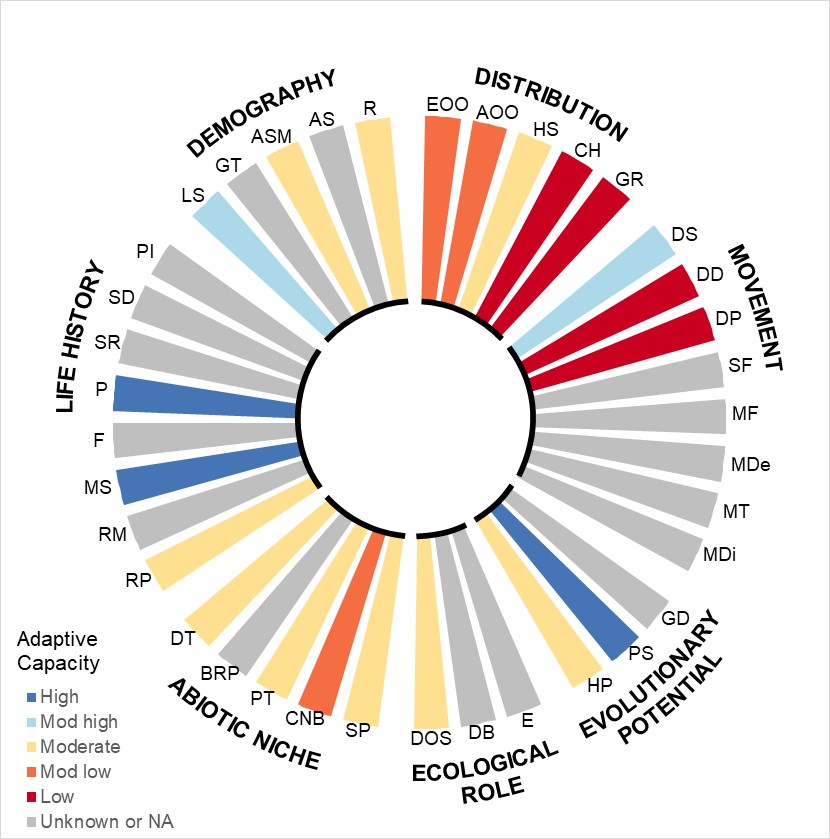 DEMOGRAPHY
DISTRIBUTION
R
AS
ASM
GT
LS
EOO
AOO
HS
CH
GR
MOVEMENT
DS
DD
DP
SF
MF
MDe
MT
MDi
LIFE HISTORY
PI
SD
SR
P
F
MS
RM
RP
EVOLUTIONARY
POTENTIAL
GD
PS
HP
ABIOTIC NICHE
DT
BRP
PT
CNB
SP
ECOLOGICAL
ROLE
DOS
DB
E
Adaptive
Capacity
High
Mod high
Moderate
Mod low
Low
Unknown or NA